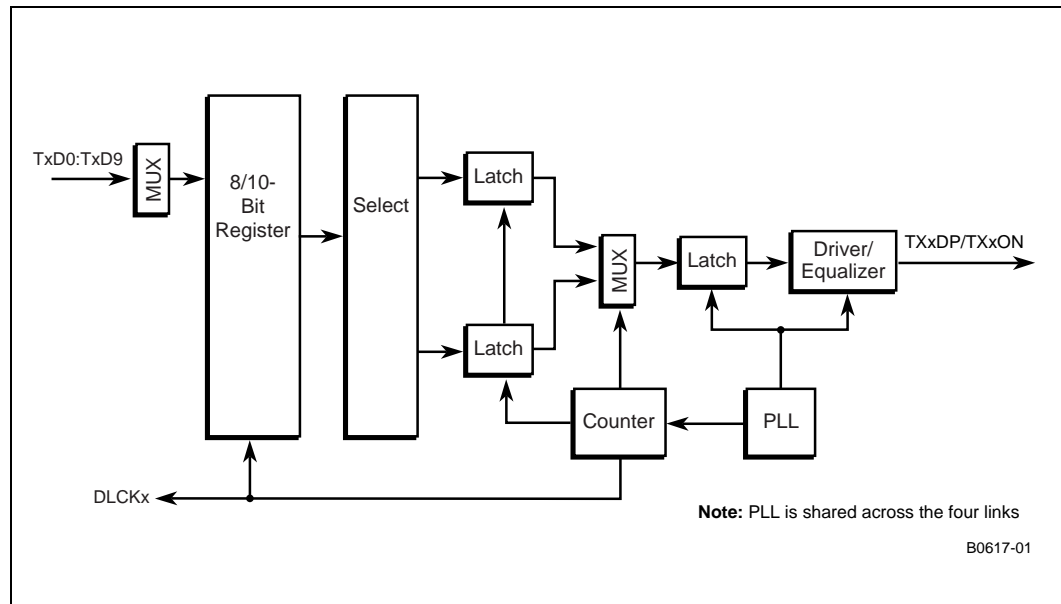 TxD0:TxD9
MUX
8/10-
Bit
Register
Select
Latch
Latch
MUX
Latch
Driver/
Equalizer
TXxDP/TXxON
Counter
PLL
DLCKx
Note: PLL is shared across the four links
B0617-01